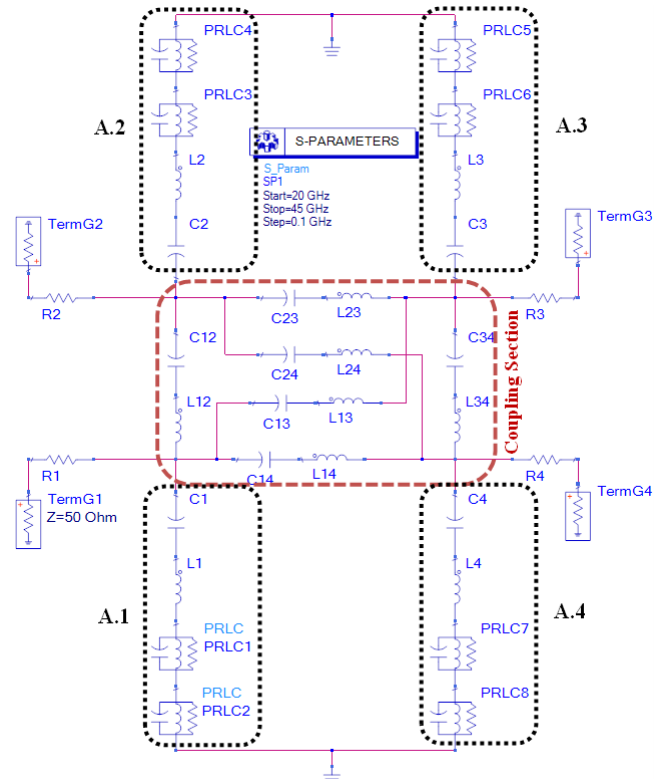 PRLC4
PRLC5
PRLC3
PRLC6
A.2
A.3
S-PARAMETERS
L2
L3
S_Param
SP1
Start=20 GHz
Stop=45 GHz
Step=0.1 GHz
TermG2
TermG3
C2
C3
R2
R3
C23
L23
C12
C34
C24
L24
L12
L34
C13
L13
Coupling Section
R1
R4
C14
L14
TermG1
Z=50 Ohm
C1
C4
TermG4
L1
L4
A.1
A.4
PRLC
PRLC1
PRLC7
PRLC
PRLC2
PRLC8